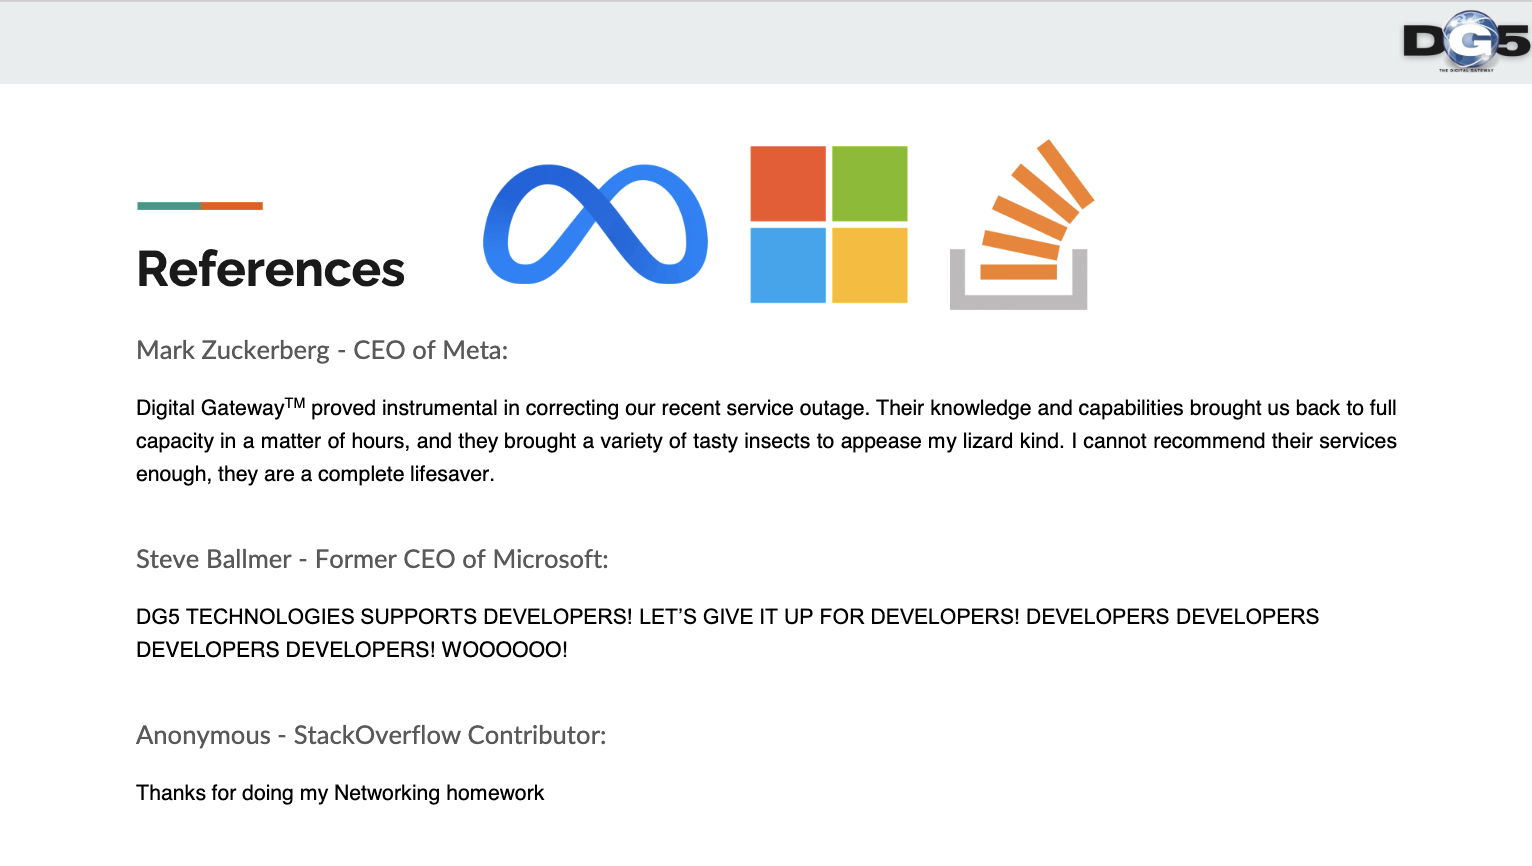 DG5
THE DIGITAL GATEWAY
References
Mark Zuckerberg - CEO of Meta:
Digital Gateway™ proved instrumental in correcting our recent service outage. Their knowledge and capabilities brought us back to full
capacity in a matter of hours, and they brought a variety of tasty insects to appease my lizard kind. I cannot recommend their services
enough, they are a complete lifesaver.
Steve Ballmer - Former CEO of Microsoft:
DG5 TECHNOLOGIES SUPPORTS DEVELOPERS! LET’S GIVE IT UP FOR DEVELOPERS! DEVELOPERS DEVELOPERS
DEVELOPERS DEVELOPERS! WOOOOOO!
Anonymous - StackOverflow Contributor:
Thanks for doing my Networking homework